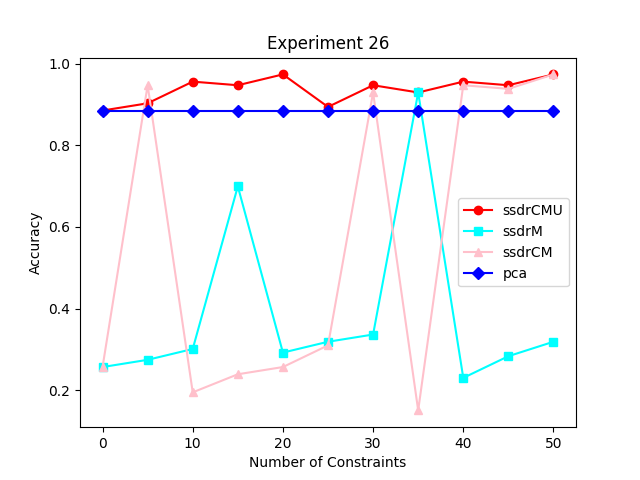 Experiment 26
1.0
0.8
0.6
0.4
0.2
Accuracy
ssdrCMU
ssdrM
ssdrCM
pca
0 10 20 30 40 50
Number of Constraints